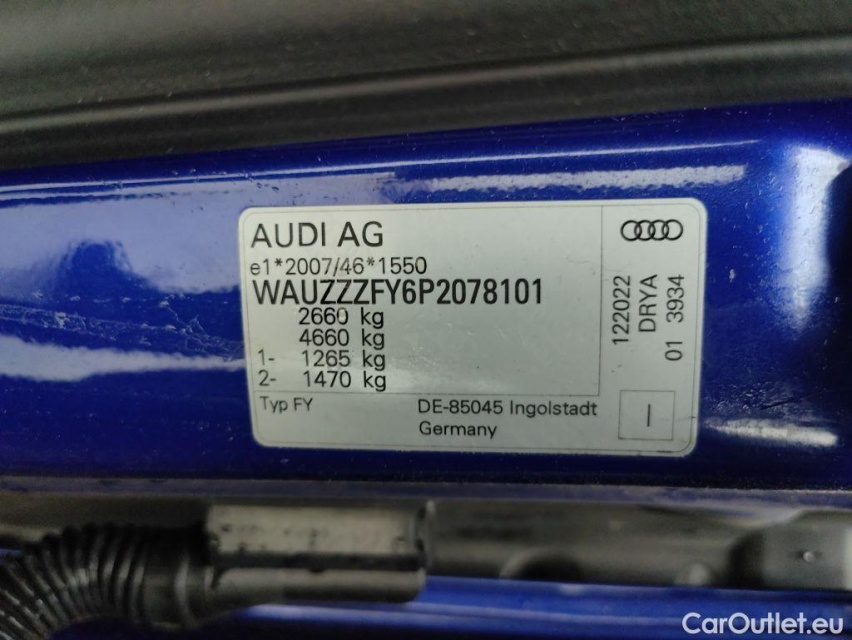 AUDI AG
e1*2007/46*1550
WAUZZZFY6P2078101
2660 kg
4660 kg
1- 1265 kg
2- 1470 kg
Typ FY
DE-85045 Ingolstadt
Germany
122022
DRYA
01 3934
I
CarOutlet.eu